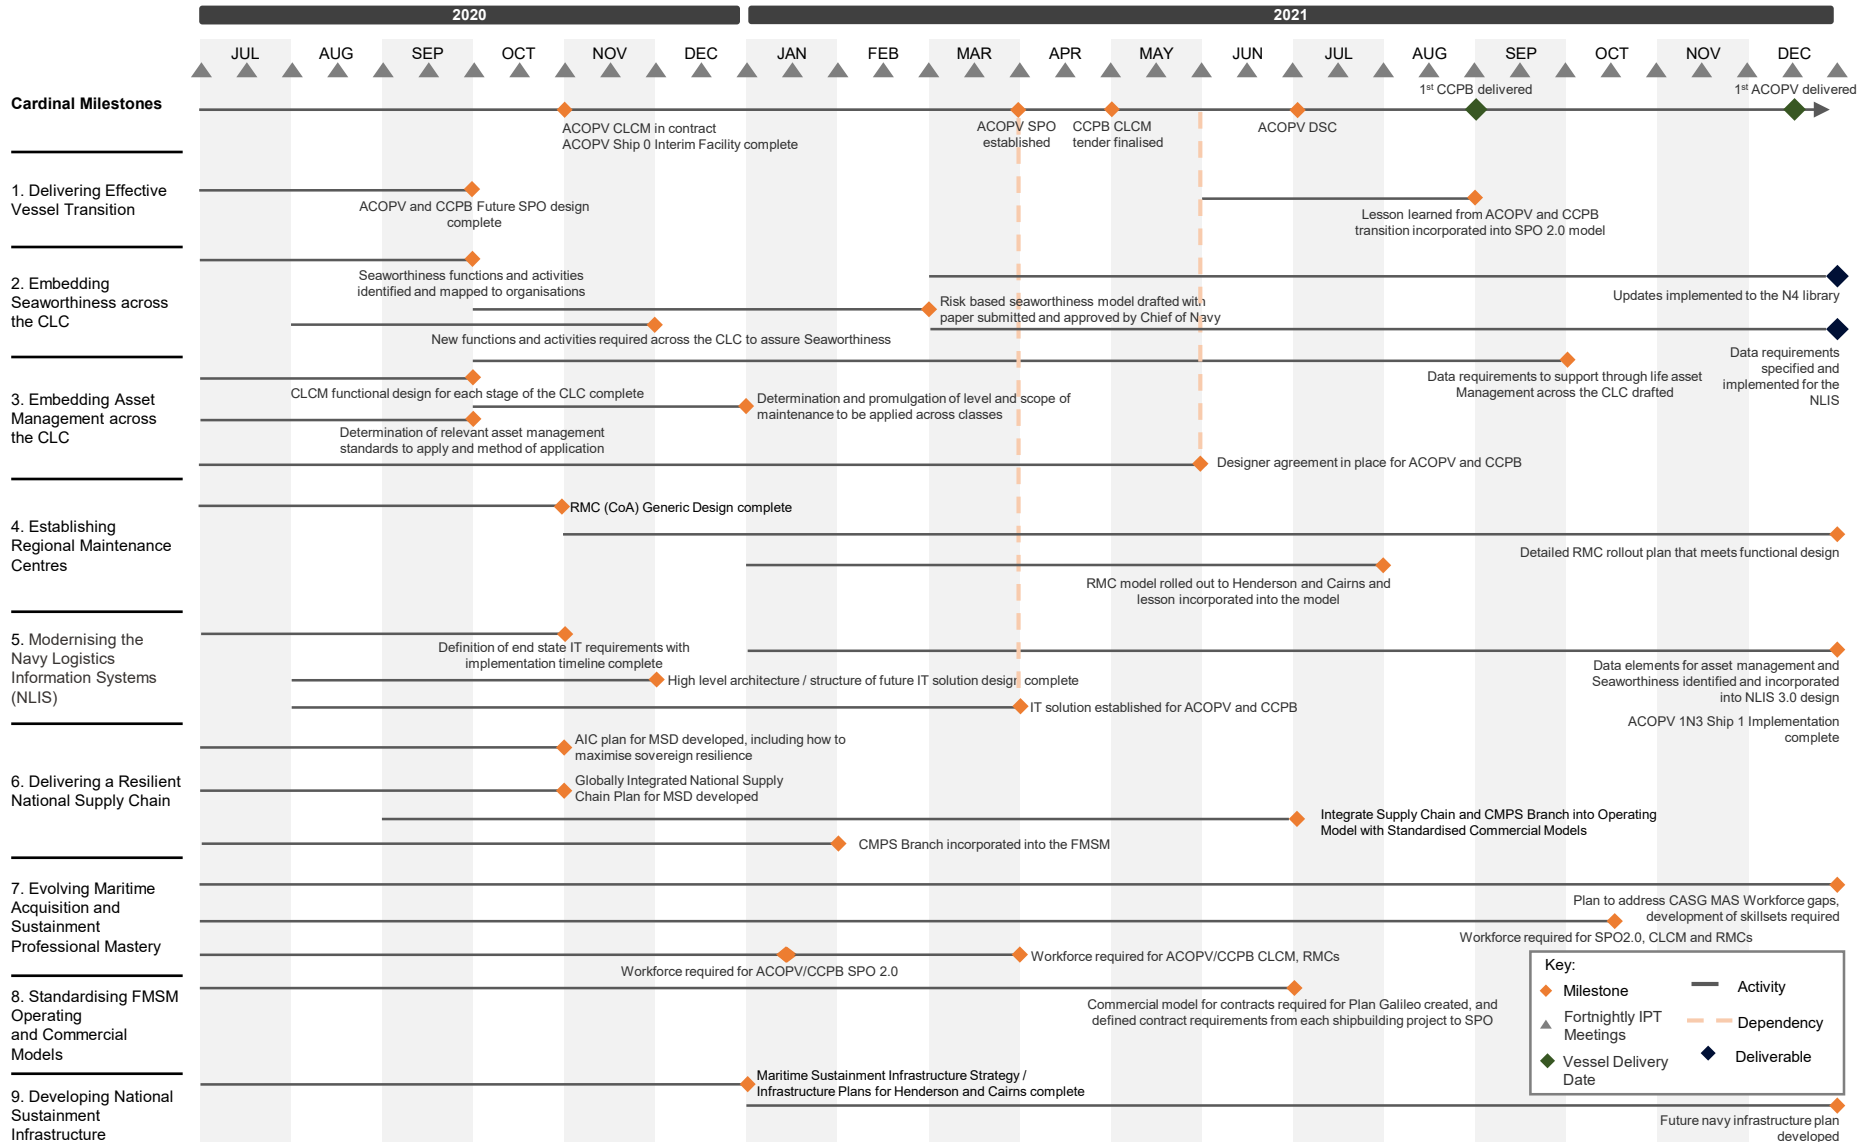 2020
2021
JUL
AUG
SEP
OCT
NOV
DEC
JAN
FEB
MAR
APR
MAY
JUN
JUL
AUG
SEP
OCT
NOV
DEC
Cardinal Milestones
1st CCPB delivered
1st ACOPV delivered
ACOPV CLCM in contract
ACOPV Ship 0 Interim Facility complete
ACOPV SPO
established
CCPB CLCM
tender finalised
ACOPV DSC
1. Delivering Effective
Vessel Transition
ACOPV and CCPB Future SPO design
complete
Lesson learned from ACOPV and CCPB
transition incorporated into SPO 2.0 model
2. Embedding
Seaworthiness across
the CLC
Seaworthiness functions and activities
identified and mapped to organisations
Updates implemented to the N4 library
Risk based seaworthiness model drafted with
paper submitted and approved by Chief of Navy
New functions and activities required across the CLC to assure Seaworthiness
Data requirements
specified and
implemented for the
NLIS
3. Embedding Asset
Management across
the CLC
Data requirements to support through life asset
Management across the CLC drafted
CLCM functional design for each stage of the CLC complete
Determination and promulgation of level and scope of
maintenance to be applied across classes
Determination of relevant asset management
standards to apply and method of application
Designer agreement in place for ACOPV and CCPB
4. Establishing
Regional Maintenance
Centres
RMC (CoA) Generic Design complete
Detailed RMC rollout plan that meets functional design
RMC model rolled out to Henderson and Cairns and
lesson incorporated into the model
5. Modernising the
Navy Logistics
Information Systems
(NLIS)
Definition of end state IT requirements with
implementation timeline complete
Data elements for asset management and
Seaworthiness identified and incorporated
into NLIS 3.0 design
High level architecture / structure of future IT solution design complete
IT solution established for ACOPV and CCPB
ACOPV 1N3 Ship 1 Implementation
complete
6. Delivering a Resilient
National Supply Chain
AIC plan for MSD developed, including how to
maximise sovereign resilience
Globally Integrated National Supply
Chain Plan for MSD developed
Integrate Supply Chain and CMPS Branch into Operating
Model with Standardised Commercial Models
CMPS Branch incorporated into the FMSM
7. Evolving Maritime
Acquisition and
Sustainment
Professional Mastery
Plan to address CASG MAS Workforce gaps,
development of skillsets required
Workforce required for SPO2.0, CLCM and RMCs
Workforce required for ACOPV/CCPB SPO 2.0
Workforce required for ACOPV/CCPB CLCM, RMCs
8. Standardising FMSM
Operating
and Commercial
Models
Commercial model for contracts required for Plan Galileo created, and
defined contract requirements from each shipbuilding project to SPO
9. Developing National
Sustainment
Infrastructure
Maritime Sustainment Infrastructure Strategy /
Infrastructure Plans for Henderson and Cairns complete
Future navy infrastructure plan
developed
Key:
Milestone
Activity
Fortnightly IPT
Meetings
Dependency
Vessel Delivery
Date
Deliverable